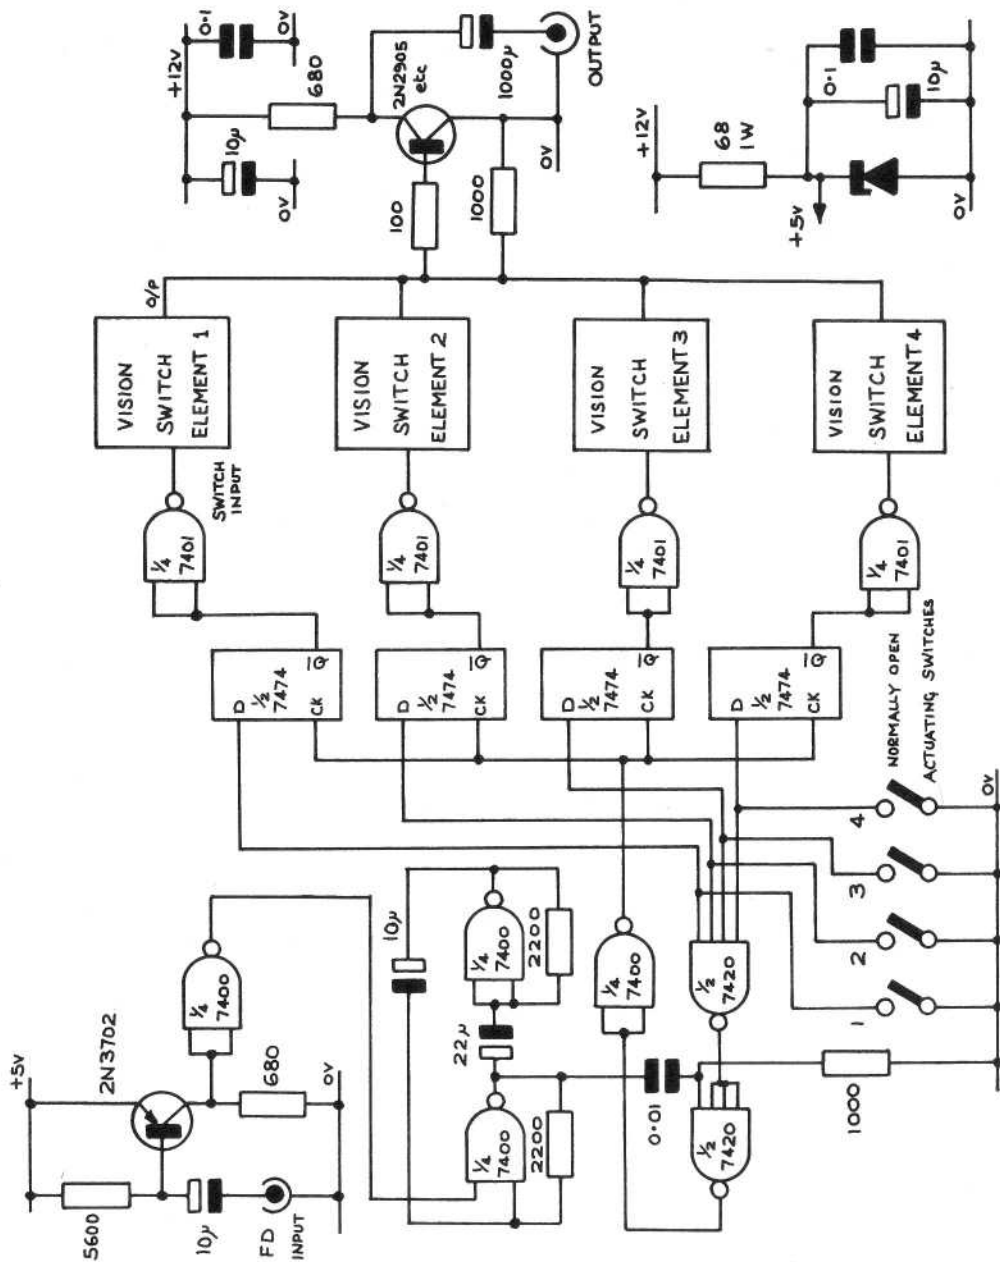 +12v
0.1
0v
10µ
0v
680
2N2905
etc
1000µ
OUTPUT
100
1000
0v
+12v
68
1W
+5v
0.1
10µ
0v
O/P
VISION
SWITCH
ELEMENT 1
SWITCH
INPUT
VISION
SWITCH
ELEMENT 2
VISION
SWITCH
ELEMENT 3
VISION
SWITCH
ELEMENT 4
¼
7401
¼
7401
¼
7401
¼
7401
D
½
7474
CK
Q̅
D
½
7474
CK
Q̅
D
½
7474
CK
Q̅
D
½
7474
CK
Q̅
NORMALLY OPEN
ACTUATING SWITCHES
1
2
3
4
0v
+5v
5600
2N3702
680
0v
10µ
FD
INPUT
¼
7400
10µ
¼
7400
2200
22µ
¼
7400
2200
¼
7400
0.01
½
7420
½
7420
1000